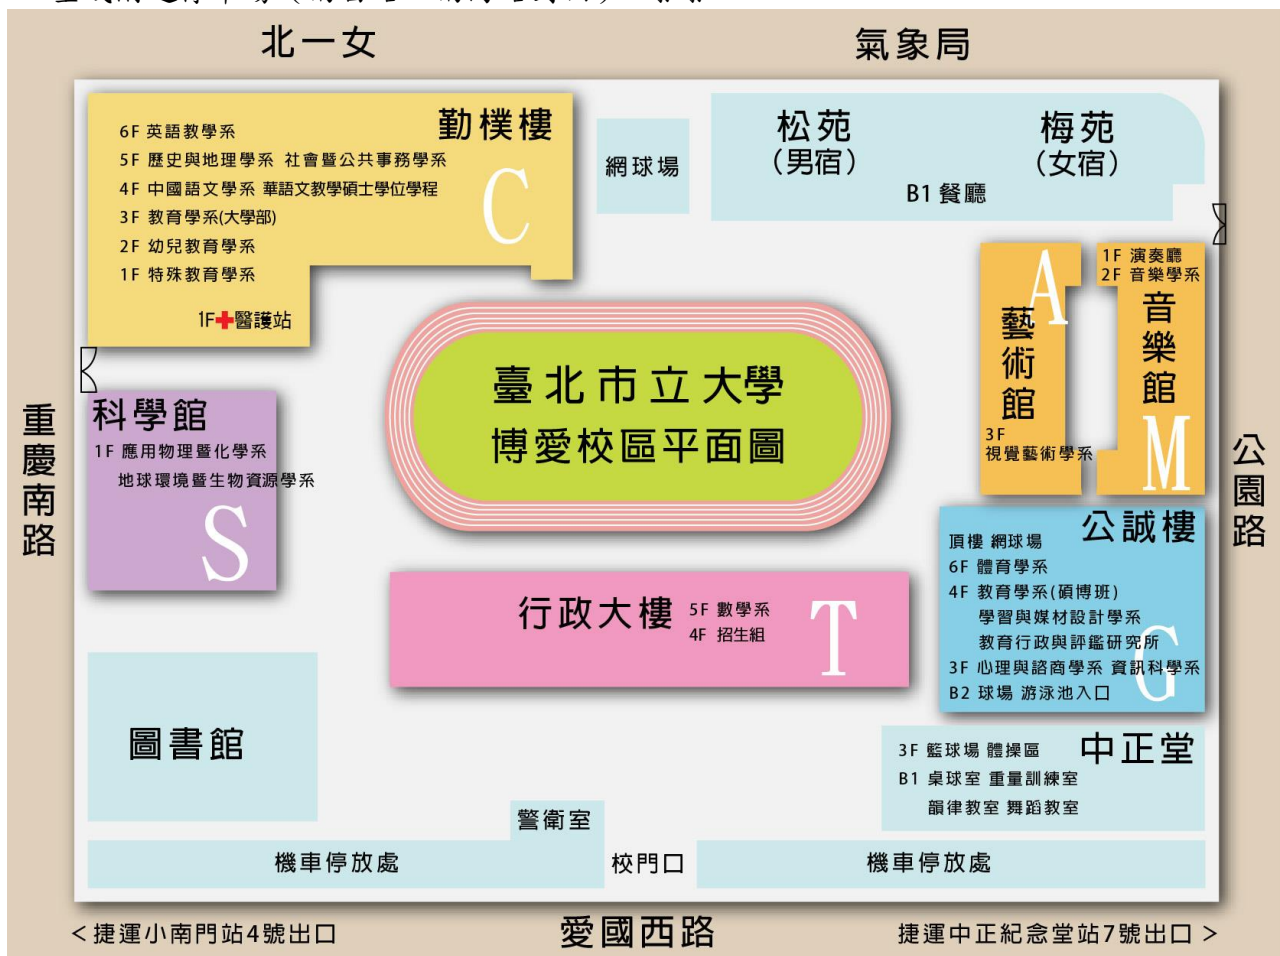 北一女
氣象局
勤樸樓
C
6F 英語教學系
5F 歷史與地理學系 社會暨公共事務學系
4F 中國語文學系 華語文教學碩士學位學程
3F 教育學系(大學部)
2F 幼兒教育學系
1F 特殊教育學系
1F 醫護站
網球場
松苑
(男宿)
梅苑
(女宿)
B1 餐廳
A
藝術館
3F
視覺藝術學系
1F 演奏廳
2F 音樂學系
音樂館
M
臺北市立大學
博愛校區平面圖
重慶南路
科學館
1F 應用物理暨化學系
地球環境暨生物資源學系
S
公園路
公誠樓
頂樓 網球場
6F 體育學系
4F 教育學系(碩博班)
學習與媒材設計學系
教育行政與評鑑研究所
3F 心理與諮商學系 資訊科學系
B2 球場 游泳池入口
G
行政大樓
5F 數學系
4F 招生組
T
圖書館
中正堂
3F 籃球場 體操區
B1 桌球室 重量訓練室
韻律教室 舞蹈教室
警衛室
機車停放處
校門口
機車停放處
<捷運小南門站4號出口
愛國西路
捷運中正紀念堂站7號出口 >